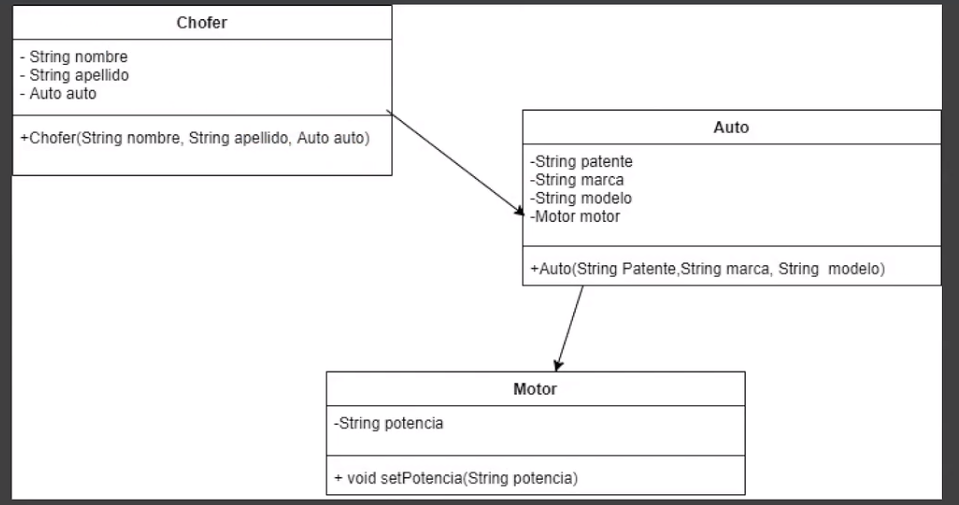 Chofer
- String nombre
- String apellido
- Auto auto
+Chofer(String nombre, String apellido, Auto auto)
Auto
-String patente
-String marca
-String modelo
-Motor motor
+Auto(String Patente,String marca, String  modelo)
Motor
-String potencia
+ void setPotencia(String potencia)